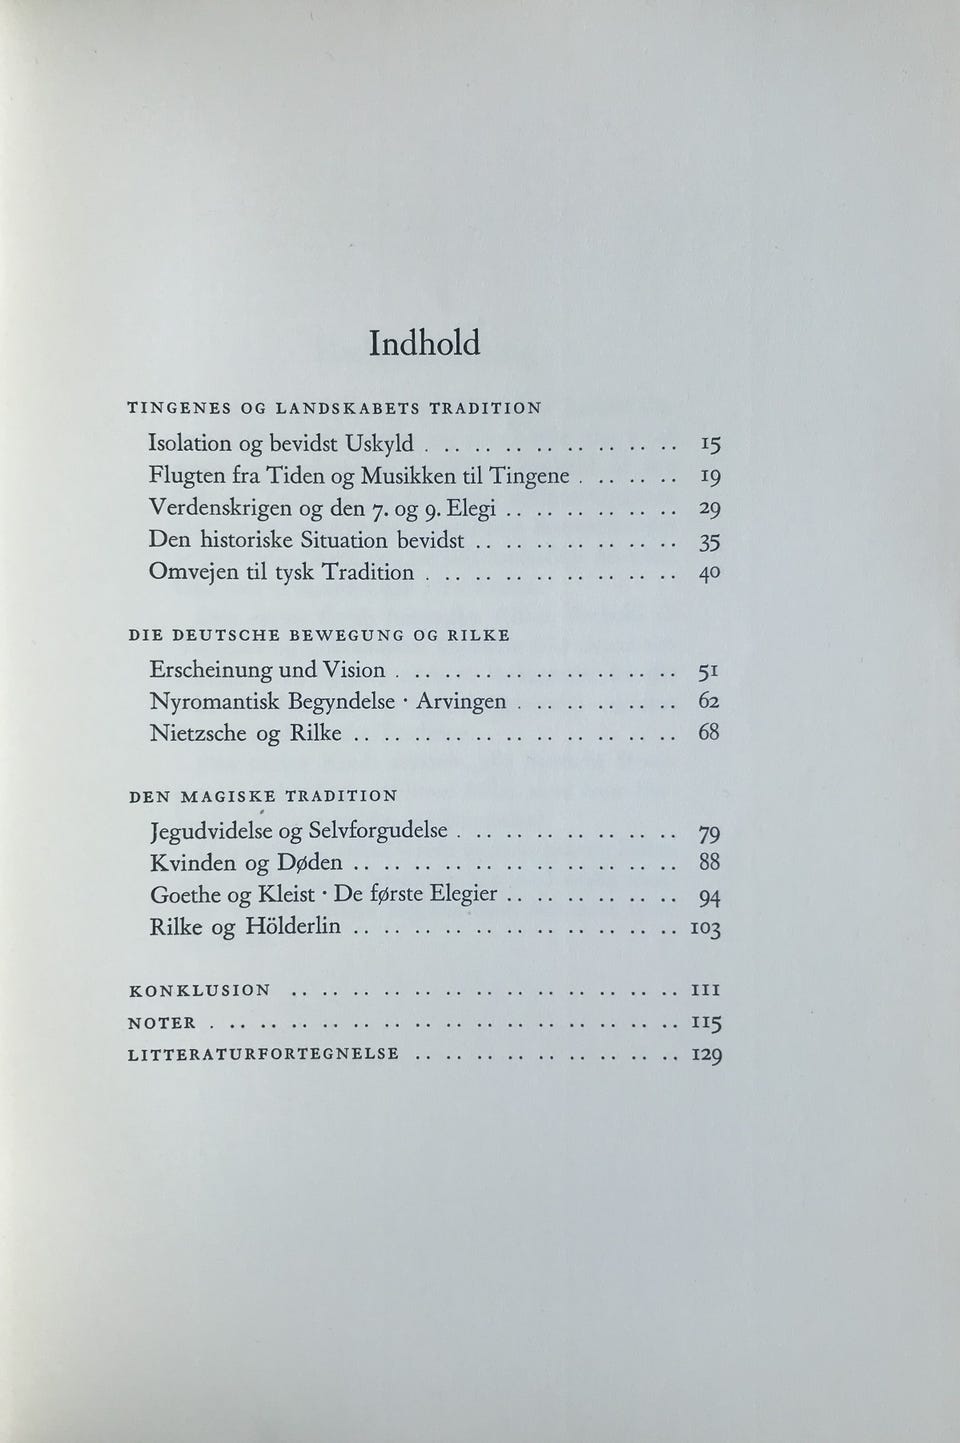 Indhold
TINGENES OG LANDSKABETS TRADITION
Isolation og bevidst Uskyld . . . . . . . . . . . . . . . . . 15
Flugten fra Tiden og Musikken til Tingene . . . . . . . 19
Verdenskrigen og den 7. og 9. Elegi . . . . . . . . . . . . 29
Den historiske Situation bevidst . . . . . . . . . . . . . . 35
Omvejen til tysk Tradition . . . . . . . . . . . . . . . . . 40
DIE DEUTSCHE BEWEGUNG OG RILKE
Erscheinung und Vision . . . . . . . . . . . . . . . . . . . 51
Nyromantisk Begyndelse · Arvingen . . . . . . . . . . . 62
Nietzsche og Rilke . . . . . . . . . . . . . . . . . . . . . . 68
DEN MAGISKE TRADITION
Jegudvidelse og Selvforgudelse . . . . . . . . . . . . . . . 79
Kvinden og Døden . . . . . . . . . . . . . . . . . . . . . . 88
Goethe og Kleist · De første Elegier . . . . . . . . . . . . 94
Rilke og Hölderlin . . . . . . . . . . . . . . . . . . . . . . 103
KONKLUSION . . . . . . . . . . . . . . . . . . . . . . . . . . 111
NOTER . . . . . . . . . . . . . . . . . . . . . . . . . . . . . . . 115
LITTERATURFORTEGNELSE . . . . . . . . . . . . . . . . . . 129